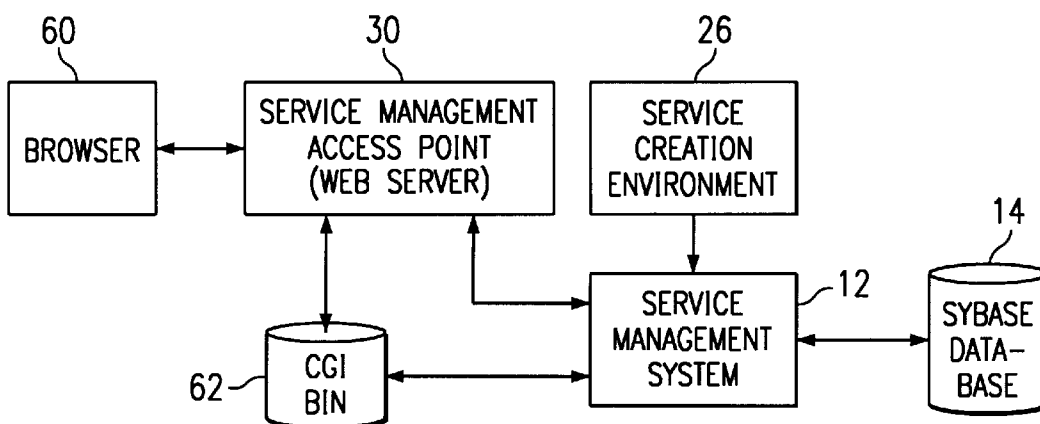 60
30
26
BROWSER
SERVICE MANAGEMENT
ACCESS POINT
(WEB SERVER)
SERVICE
CREATION
ENVIRONMENT
14
12
SERVICE
MANAGEMENT
SYSTEM
SYBASE
DATA-
BASE
62
CGI
BIN